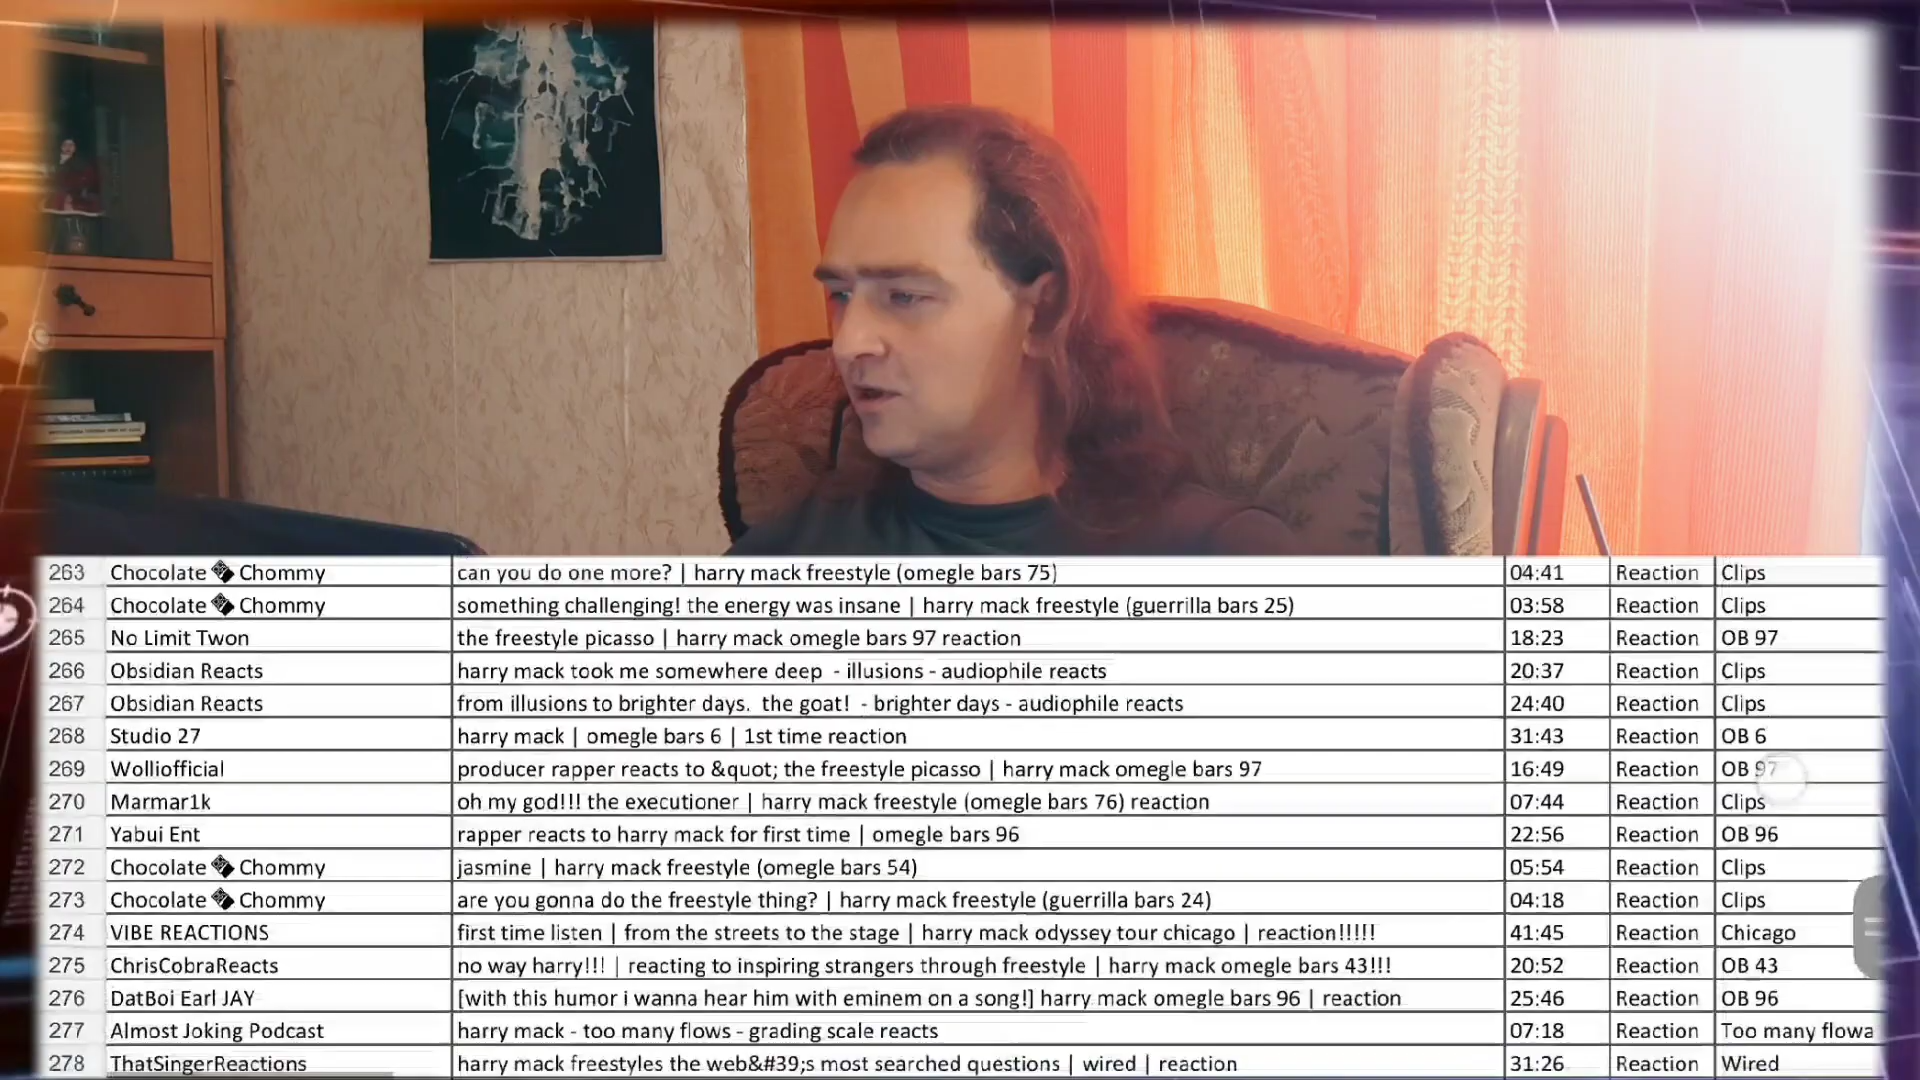 263 Chocolate Chommy can you do one more? | harry mack freestyle (omegle bars 75) 04:41 Reaction Clips
264 Chocolate Chommy something challenging! the energy was insane | harry mack freestyle (guerrilla bars 25) 03:58 Reaction Clips
265 No Limit Twon the freestyle picasso | harry mack omegle bars 97 reaction 18:23 Reaction OB 97
266 Obsidian Reacts harry mack took me somewhere deep - illusions - audiophile reacts 20:37 Reaction Clips
267 Obsidian Reacts from illusions to brighter days. the goat! - brighter days - audiophile reacts 24:40 Reaction Clips
268 Studio 27 harry mack | omegle bars 6 | 1st time reaction 31:43 Reaction OB 6
269 Wolliofficial producer rapper reacts to &quot; the freestyle picasso | harry mack omegle bars 97 16:49 Reaction OB 97
270 Marmar1k oh my god!!! the executioner | harry mack freestyle (omegle bars 76) reaction 07:44 Reaction Clips
271 Yabui Ent rapper reacts to harry mack for first time | omegle bars 96 22:56 Reaction OB 96
272 Chocolate Chommy jasmine | harry mack freestyle (omegle bars 54) 05:54 Reaction Clips
273 Chocolate Chommy are you gonna do the freestyle thing? | harry mack freestyle (guerrilla bars 24) 04:18 Reaction Clips
274 VIBE REACTIONS first time listen | from the streets to the stage | harry mack odyssey tour chicago | reaction!!!!! 41:45 Reaction Chicago
275 ChrisCobraReacts no way harry!!! | reacting to inspiring strangers through freestyle | harry mack omegle bars 43!!! 20:52 Reaction OB 43
276 DatBoi Earl JAY [with this humor i wanna hear him with eminem on a song!] harry mack omegle bars 96 | reaction 25:46 Reaction OB 96
277 Almost Joking Podcast harry mack - too many flows - grading scale reacts 07:18 Reaction Too many flowa
278 ThatSingerReactions harry mack freestyles the web&#39;s most searched questions | wired | reaction 31:26 Reaction Wired